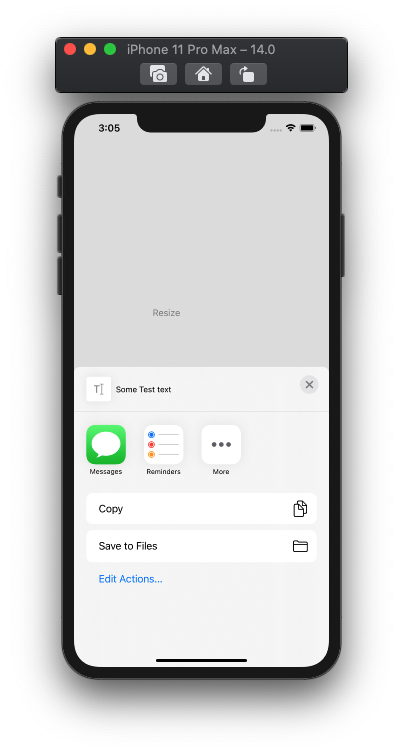 iPhone 11 Pro Max – 14.0
3:05
Resize
T Some Test text
Messages Reminders More
Copy
Save to Files
Edit Actions...